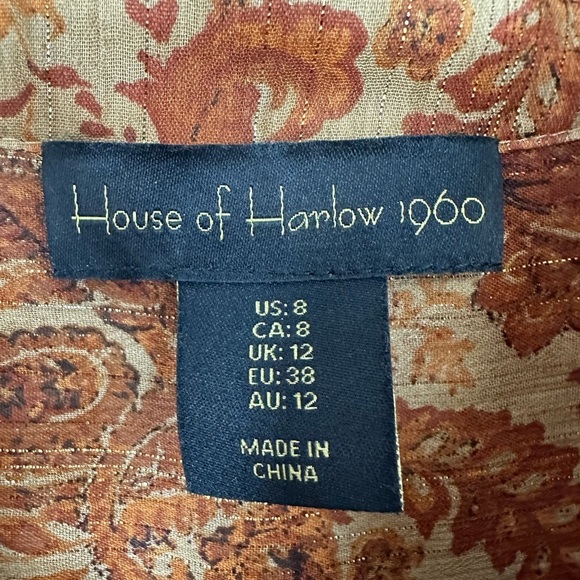 House of Harlow 1960
US: 8
CA: 8
UK: 12
EU: 38
AU: 12
MADE IN
CHINA